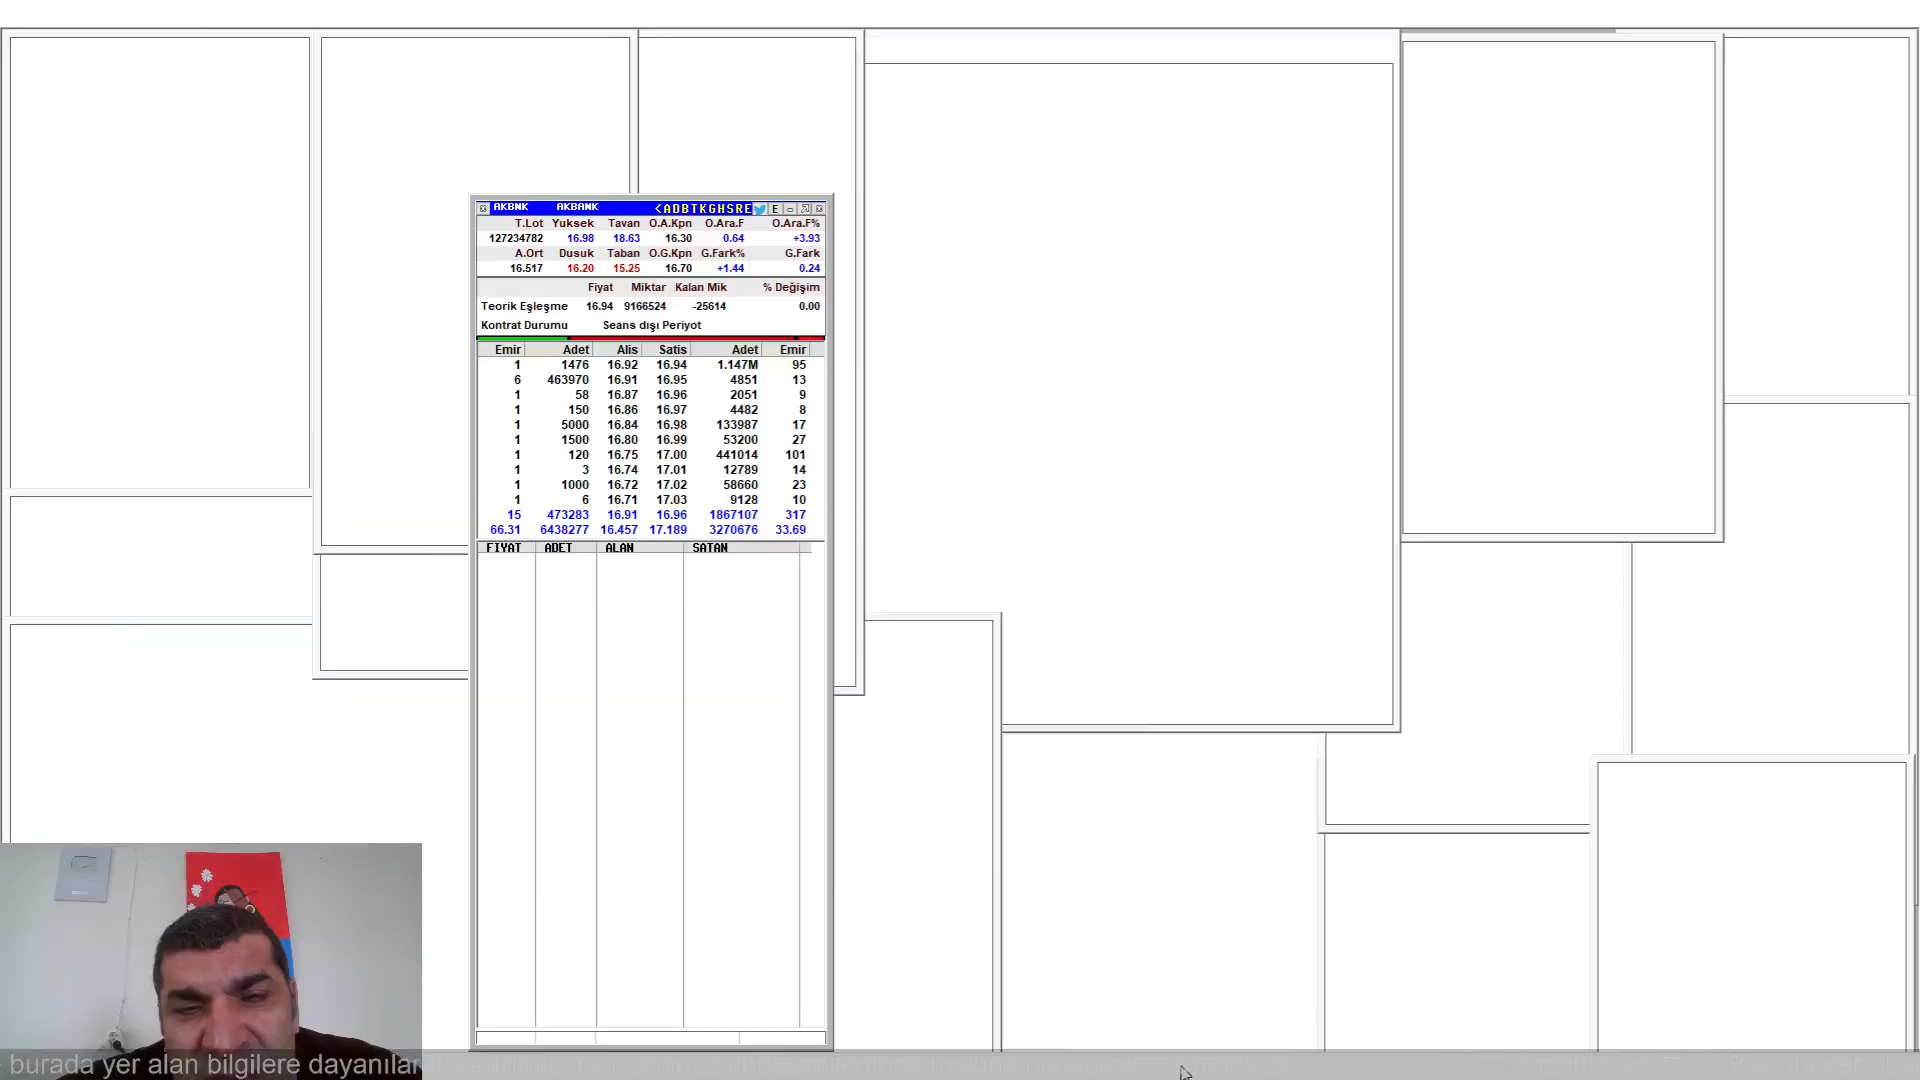 AKBNK AKBANK <ADBTKGHSRE E
T.Lot Yuksek Tavan O.A.Kpn O.Ara.F O.Ara.F%
127234782 16.98 18.63 16.30 0.64 +3.93
A.Ort Dusuk Taban O.G.Kpn G.Fark% G.Fark
16.517 16.20 15.25 16.70 +1.44 0.24
Fiyat Miktar Kalan Mik % Değişim
Teorik Eşleşme 16.94 9166524 -25614 0.00
Kontrat Durumu Seans dışı Periyot
Emir Adet Alis Satis Adet Emir
1 1476 16.92 16.94 1.147M 95
6 463970 16.91 16.95 4851 13
1 58 16.87 16.96 2051 9
1 150 16.86 16.97 4482 8
1 5000 16.84 16.98 133987 17
1 1500 16.80 16.99 53200 27
1 120 16.75 17.00 441014 101
1 3 16.74 17.01 12789 14
1 1000 16.72 17.02 58660 23
1 6 16.71 17.03 9128 10
15 473283 16.91 16.96 1867107 317
66.31 6438277 16.457 17.189 3270676 33.69
FIYAT ADET ALAN SATAN
burada yer alan bilgilere dayanılar